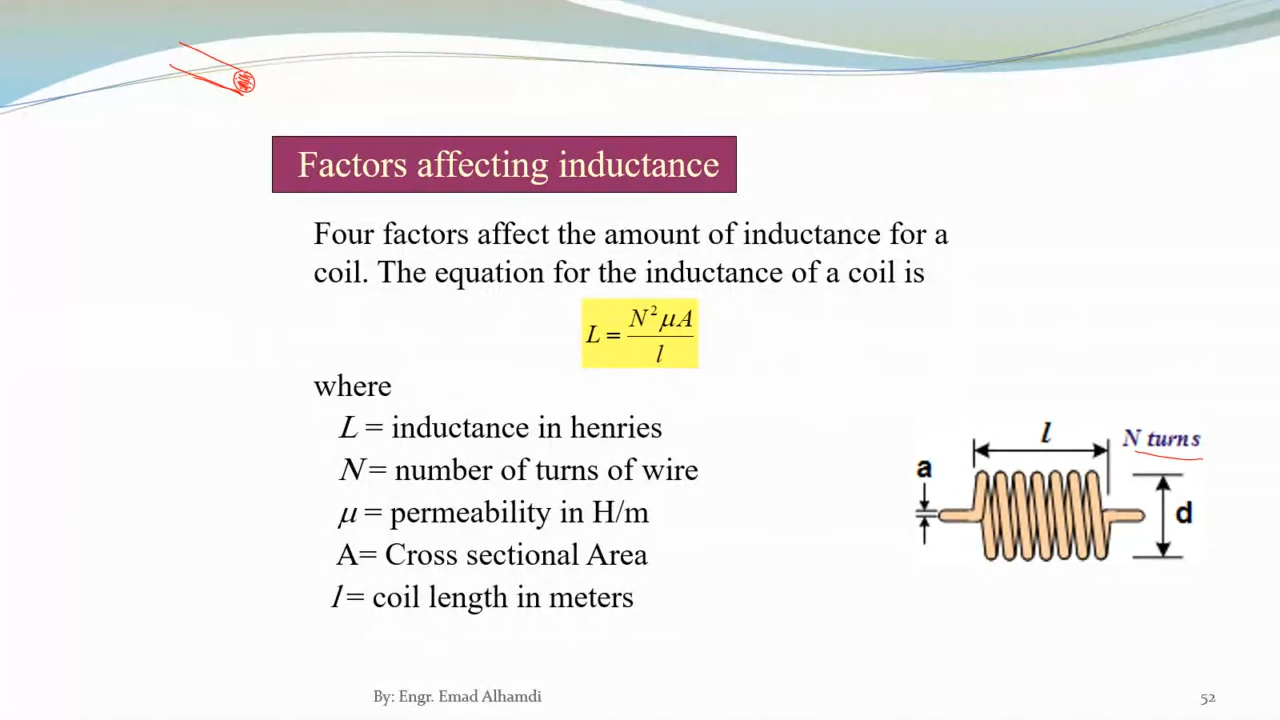 Factors affecting inductance
Four factors affect the amount of inductance for a
coil. The equation for the inductance of a coil is
L = N²μA / l
where
L = inductance in henries
N = number of turns of wire
μ = permeability in H/m
A= Cross sectional Area
l = coil length in meters
l
N turns
a
d
By: Engr. Emad Alhamdi
52